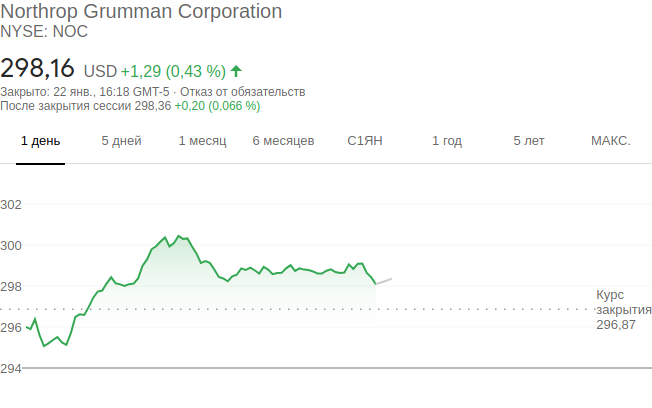 Northrop Grumman Corporation
NYSE: NOC
298,16 USD +1,29 (0,43 %)
Закрыто: 22 янв., 16:18 GMT-5 · Отказ от обязательств
После закрытия сессии 298,36 +0,20 (0,066 %)
1 день 5 дней 1 месяц 6 месяцев С1ЯН 1 год 5 лет МАКС.
302
300
298
Курс
закрытия
296,87
296
294